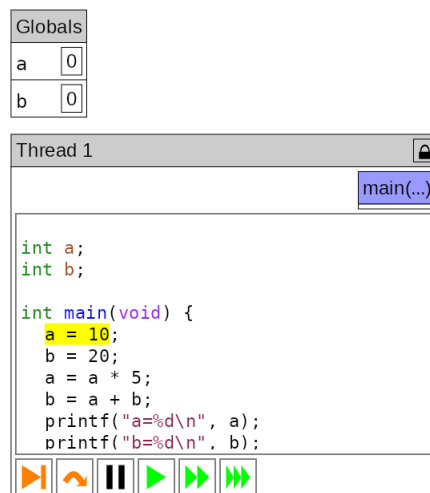 Globals
a 0
b 0
Thread 1
main(...)
int a;
int b;
int main(void) {
a = 10;
b = 20;
a = a * 5;
b = a + b;
printf("a=%d\n", a);
printf("b=%d\n", b);